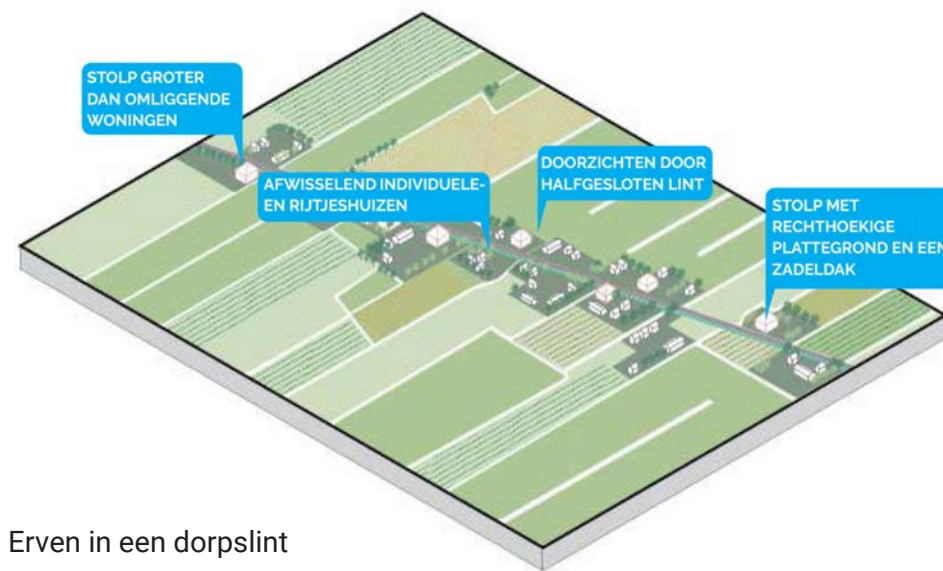 STOLP GROTER
DAN OMLIGGENDE
WONINGEN
AFWISSELEND INDIVIDUELE-
EN RIJTJESHUIZEN
DOORZICHTEN DOOR
HALFGESLOTEN LINT
STOLP MET
RECHTHOEKIGE
PLATTEGROND EN EEN
ZADELDAK
Erven in een dorpslint